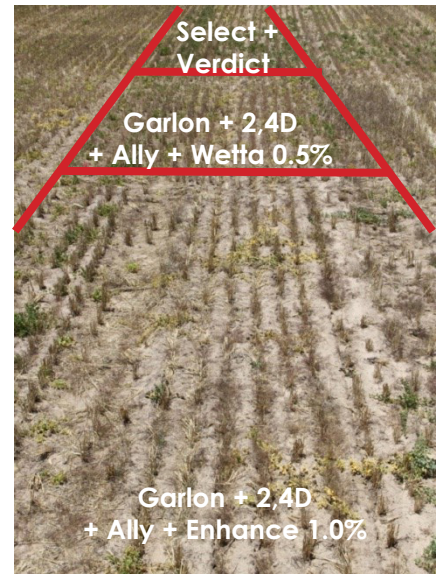 Select +
Verdict
Garlon + 2,4D
+ Ally + Wetta 0.5%
Garlon + 2,4D
+ Ally + Enhance 1.0%